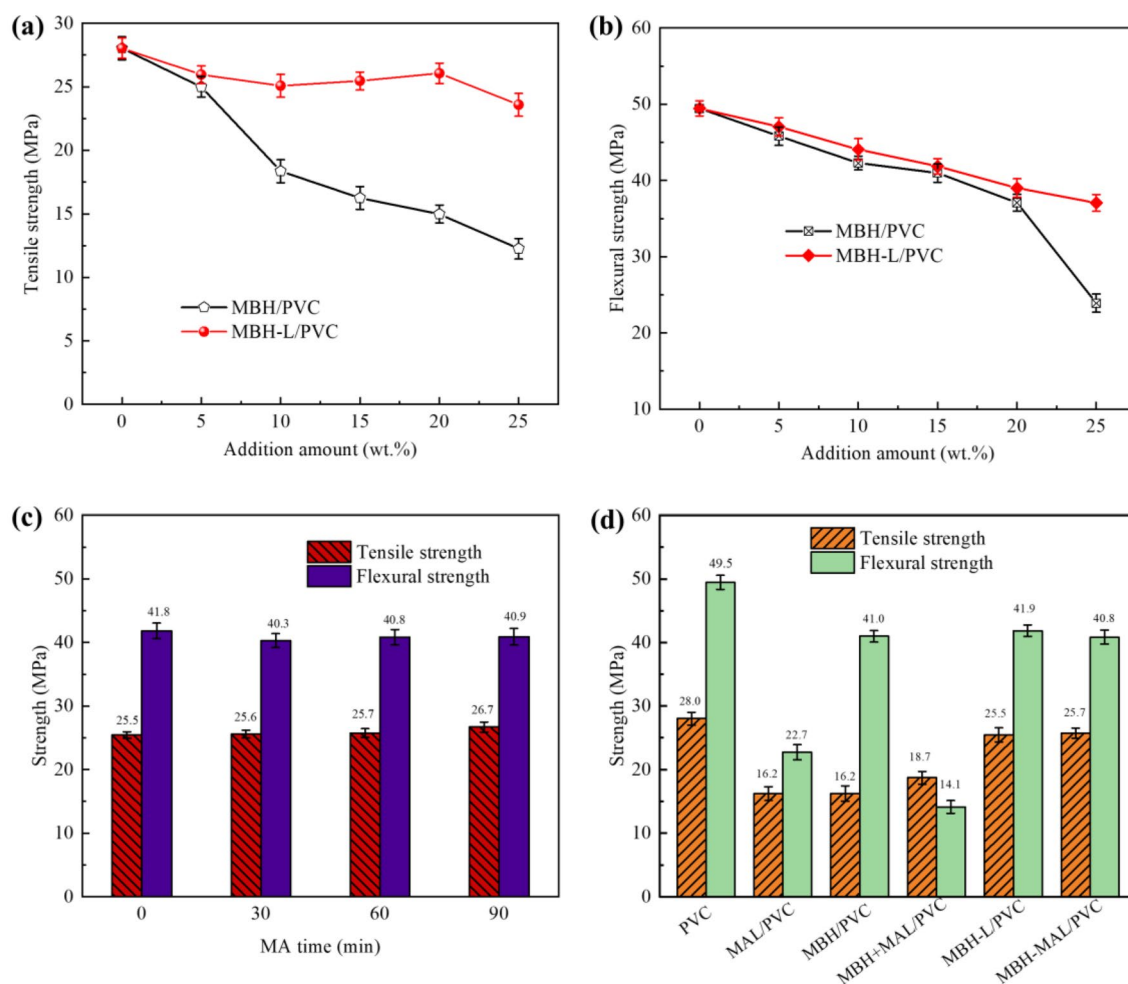 (a)
30
25
20
15
10
5
0
Tensile strength (MPa)
MBH/PVC
MBH-L/PVC
0 5 10 15 20 25
Addition amount (wt.%)
(b)
60
50
40
30
20
10
Flexural strength (MPa)
MBH/PVC
MBH-L/PVC
0 5 10 15 20 25
Addition amount (wt.%)
(c)
60
50
40
30
20
10
0
Strength (MPa)
Tensile strength
Flexural strength
25.5 41.8 25.6 40.3 25.7 40.8 26.7 40.9
0 30 60 90
MA time (min)
(d)
60
50
40
30
20
10
0
Strength (MPa)
Tensile strength
Flexural strength
28.0 49.5 16.2 22.7 16.2 41.0 18.7 14.1 25.5 41.9 25.7 40.8
PVC
MAL/PVC
MBH/PVC
MBH+MAL/PVC
MBH-L/PVC
MBH-MAL/PVC